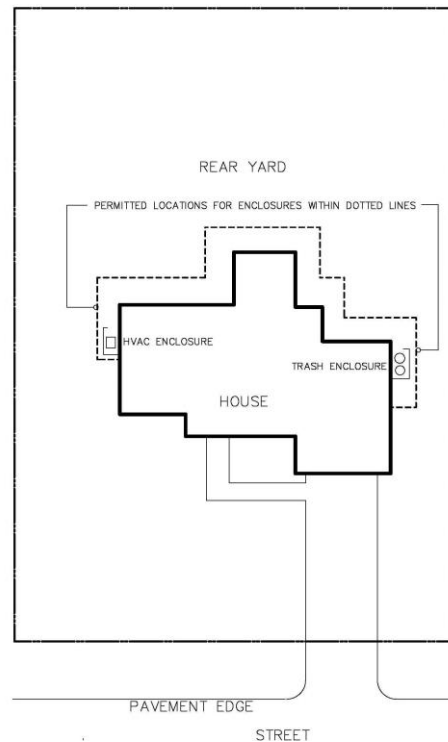 REAR YARD
PERMITTED LOCATIONS FOR ENCLOSURES WITHIN DOTTED LINES
HVAC ENCLOSURE
TRASH ENCLOSURE
HOUSE
PAVEMENT EDGE
STREET